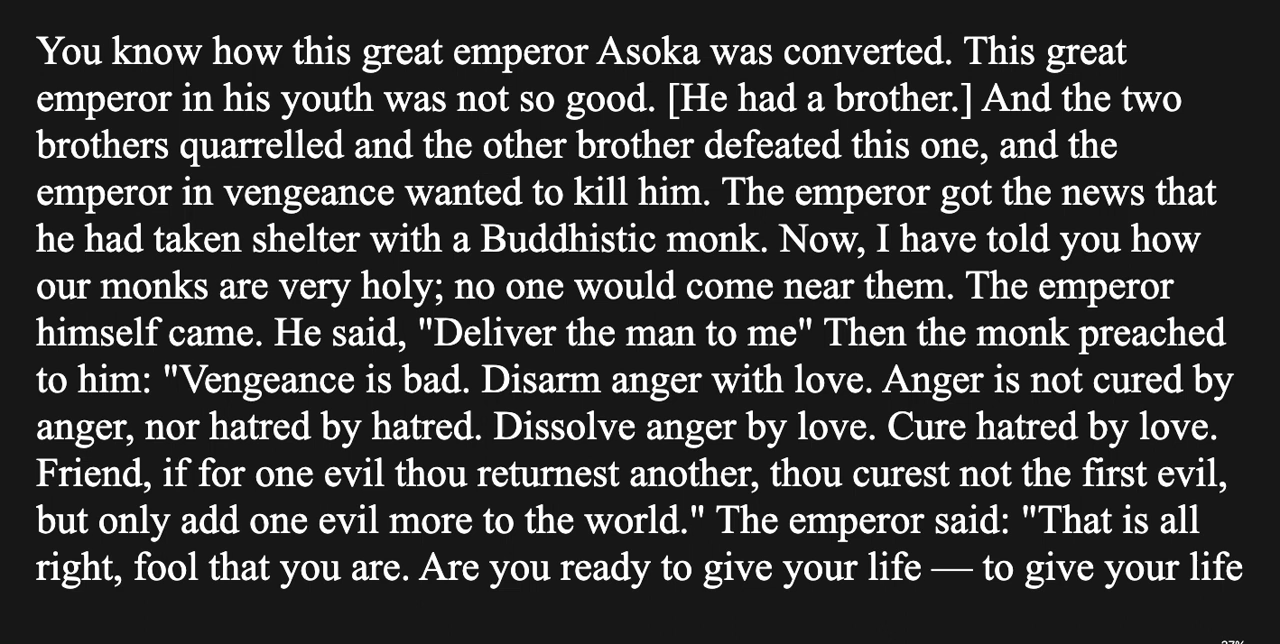 You know how this great emperor Asoka was converted. This great
emperor in his youth was not so good. [He had a brother.] And the two
brothers quarrelled and the other brother defeated this one, and the
emperor in vengeance wanted to kill him. The emperor got the news that
he had taken shelter with a Buddhistic monk. Now, I have told you how
our monks are very holy; no one would come near them. The emperor
himself came. He said, "Deliver the man to me" Then the monk preached
to him: "Vengeance is bad. Disarm anger with love. Anger is not cured by
anger, nor hatred by hatred. Dissolve anger by love. Cure hatred by love.
Friend, if for one evil thou returnest another, thou curest not the first evil,
but only add one evil more to the world." The emperor said: "That is all
right, fool that you are. Are you ready to give your life — to give your life